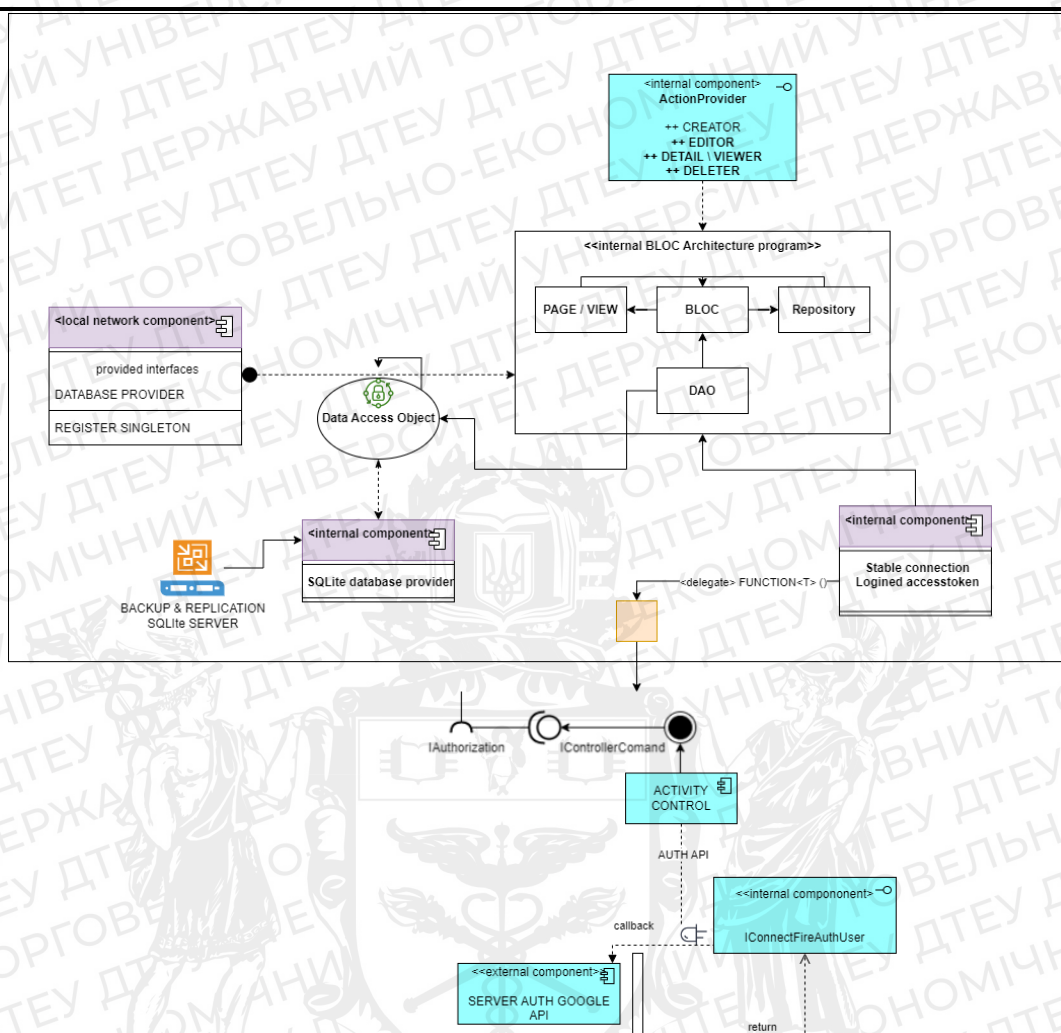 <internal component>
ActionProvider
++ CREATOR
++ EDITOR
++ DETAIL \ VIEWER
++ DELETER
<<internal BLOC Architecture program>>
PAGE / VIEW
BLOC
Repository
DAO
<local network component>
provided interfaces
DATABASE PROVIDER
REGISTER SINGLETON
Data Access Object
<internal component>
SQLite database provider
BACKUP & REPLICATION
SQLIte SERVER
<internal component>
Stable connection
Logined accesstoken
<delegate> FUNCTION<T> ()
IAuthorization
IControllerComand
ACTIVITY
CONTROL
AUTH API
<<internal compononent>
IConnectFireAuthUser
callback
<<external component>>
SERVER AUTH GOOGLE
API
return